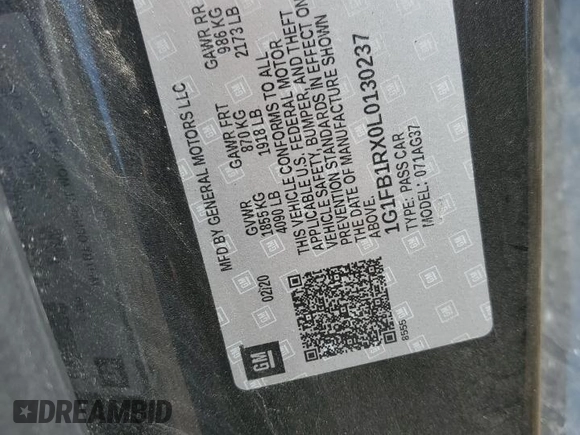 MFD BY GENERAL MOTORS LLC
02/20 GVWR GAWR FRT GAWR RR
1855 KG 870 KG 986 KG
4090 LB 1918 LB 2173 LB
THIS VEHICLE CONFORMS TO ALL
APPLICABLE U.S. FEDERAL MOTOR
VEHICLE SAFETY, BUMPER, AND THEFT
PREVENTION STANDARDS IN EFFECT ON
THE DATE OF MANUFACTURE SHOWN
ABOVE.
1G1FB1RX0L0130237
TYPE: PASS CAR
MODEL: 071AG37
8555
GM
DREAMBID